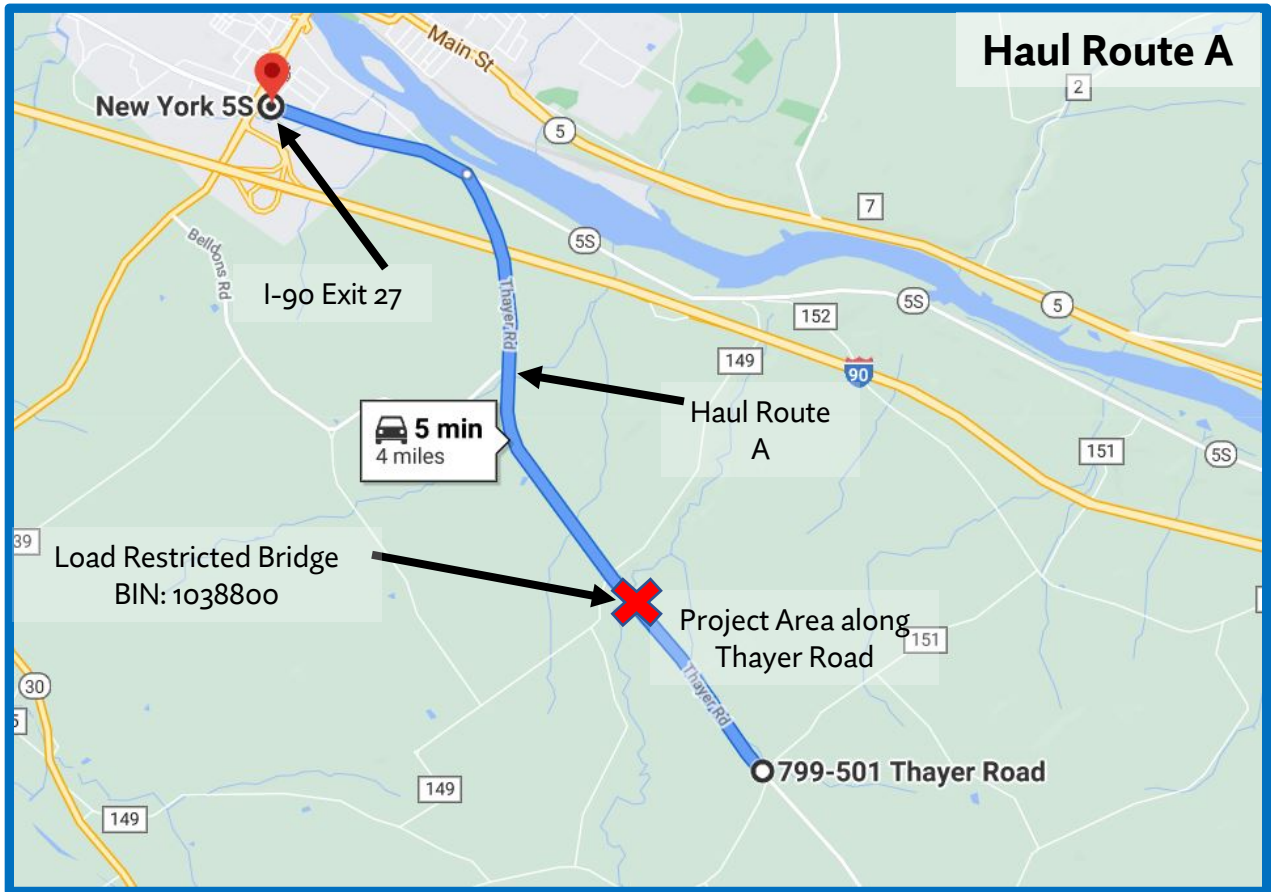 Haul Route A
Main St
2
New York 5S
5
7
Belldons Rd
I-90 Exit 27
5S
Thayer Rd
5S
5
152
149
90
Haul Route
A
5 min
4 miles
151
5S
39
Load Restricted Bridge
BIN: 1038800
Project Area along
Thayer Road
151
30
Thayer Rd
5
799-501 Thayer Road
149
149